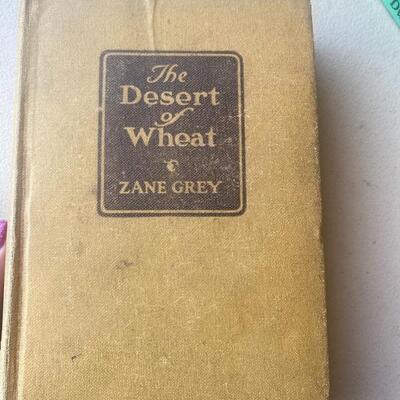 The
Desert
of
Wheat
ZANE GREY